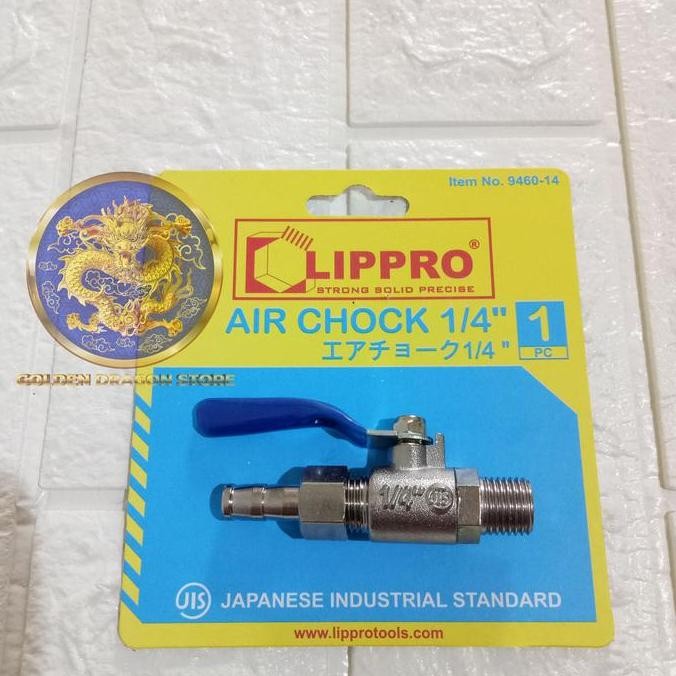 Item No. 9460-14
LIPPRO®
STRONG SOLID PRECISE
AIR CHOCK 1/4"
エアチョーク1/4"
1
PC
GOLDEN DRAGON STORE
1/4" JIS
JIS JAPANESE INDUSTRIAL STANDARD
www.lipprotools.com